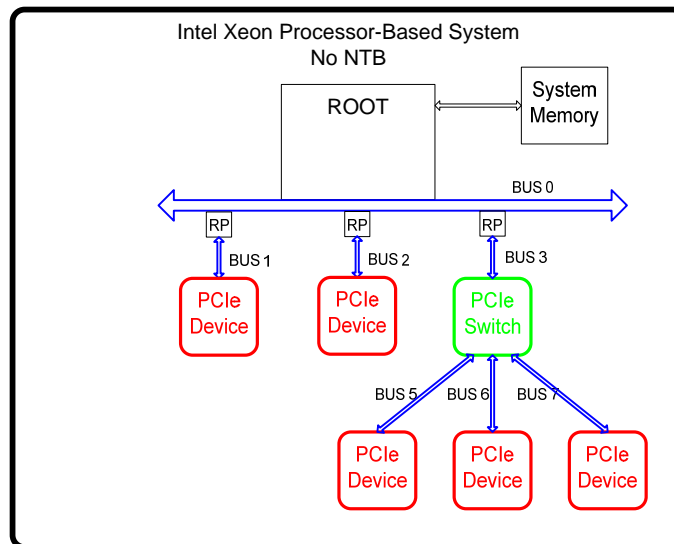 Intel Xeon Processor-Based System
No NTB
ROOT
System
Memory
BUS 0
RP
RP
RP
BUS 1
BUS 2
BUS 3
PCIe
Device
PCIe
Device
PCIe
Switch
BUS 5
BUS 6
BUS 7
PCIe
Device
PCIe
Device
PCIe
Device